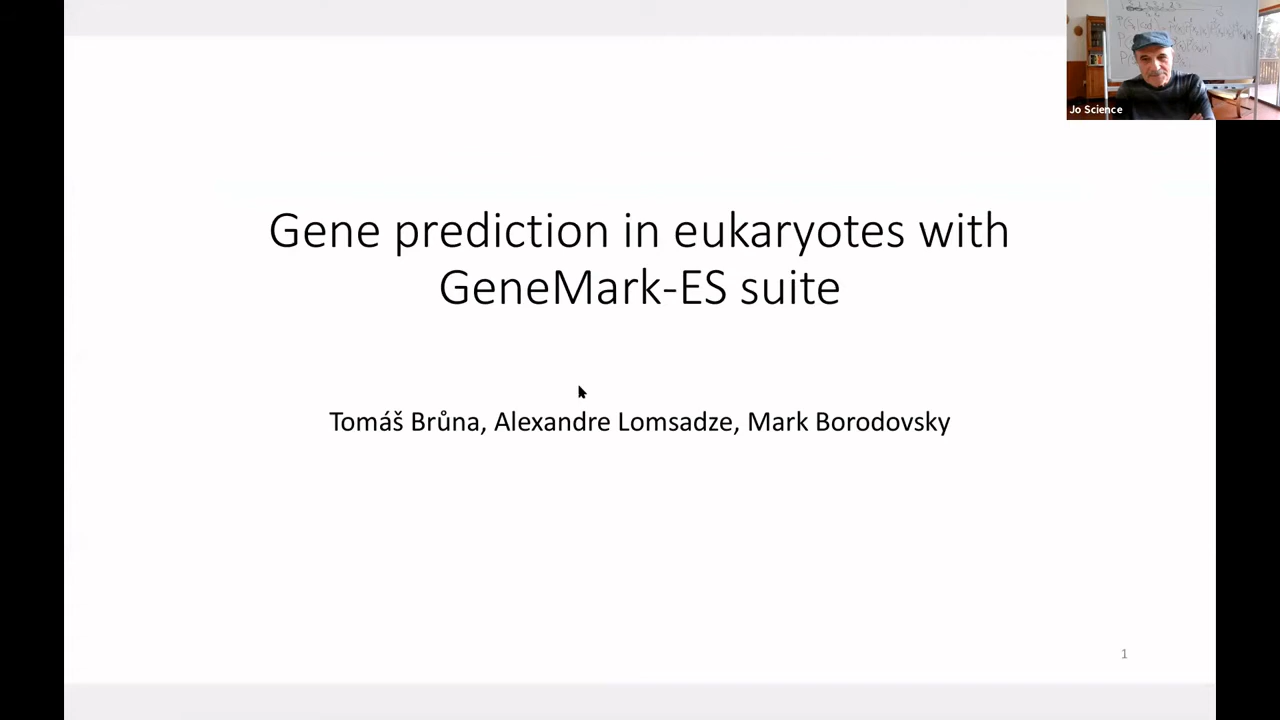 Jo Science
Gene prediction in eukaryotes with
GeneMark-ES suite
Tomáš Brůna, Alexandre Lomsadze, Mark Borodovsky
1